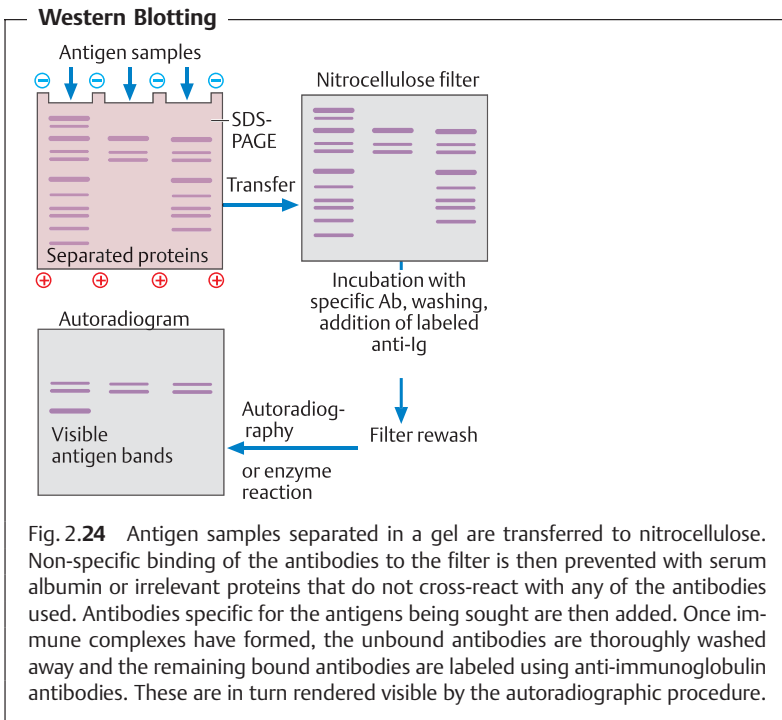 Western Blotting
Antigen samples
⊖ ⊖ ⊖ ⊖
SDS-
PAGE
Separated proteins
⊕ ⊕ ⊕ ⊕
Transfer
Nitrocellulose filter
Incubation with
specific Ab, washing,
addition of labeled
anti-Ig
Filter rewash
Autoradiog-
raphy
or enzyme
reaction
Autoradiogram
Visible
antigen bands
Fig. 2.24 Antigen samples separated in a gel are transferred to nitrocellulose.
Non-specific binding of the antibodies to the filter is then prevented with serum
albumin or irrelevant proteins that do not cross-react with any of the antibodies
used. Antibodies specific for the antigens being sought are then added. Once im-
mune complexes have formed, the unbound antibodies are thoroughly washed
away and the remaining bound antibodies are labeled using anti-immunoglobulin
antibodies. These are in turn rendered visible by the autoradiographic procedure.